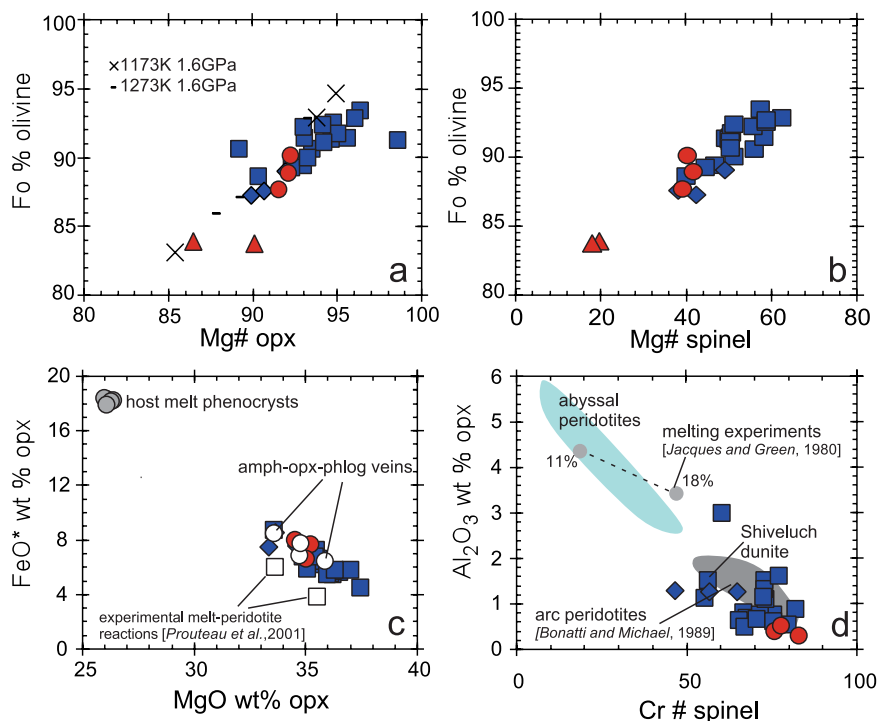 100
95
90
85
80
Fo % olivine
×1173K 1.6GPa
- 1273K 1.6GPa
a
80 85 90 95 100
Mg# opx
100
95
90
85
80
Fo % olivine
b
0 20 40 60 80
Mg# spinel
20
16
12
8
4
0
FeO* wt % opx
host melt phenocrysts
amph-opx-phlog veins
experimental melt-peridotite
reactions [Prouteau et al.,2001]
c
25 30 35 40
MgO wt% opx
6
5
4
3
2
1
0
Al₂O₃ wt % opx
abyssal
peridotites
melting experiments
[Jacques and Green, 1980]
11%
18%
Shiveluch
dunite
arc peridotites
[Bonatti and Michael, 1989]
d
0 50 100
Cr # spinel